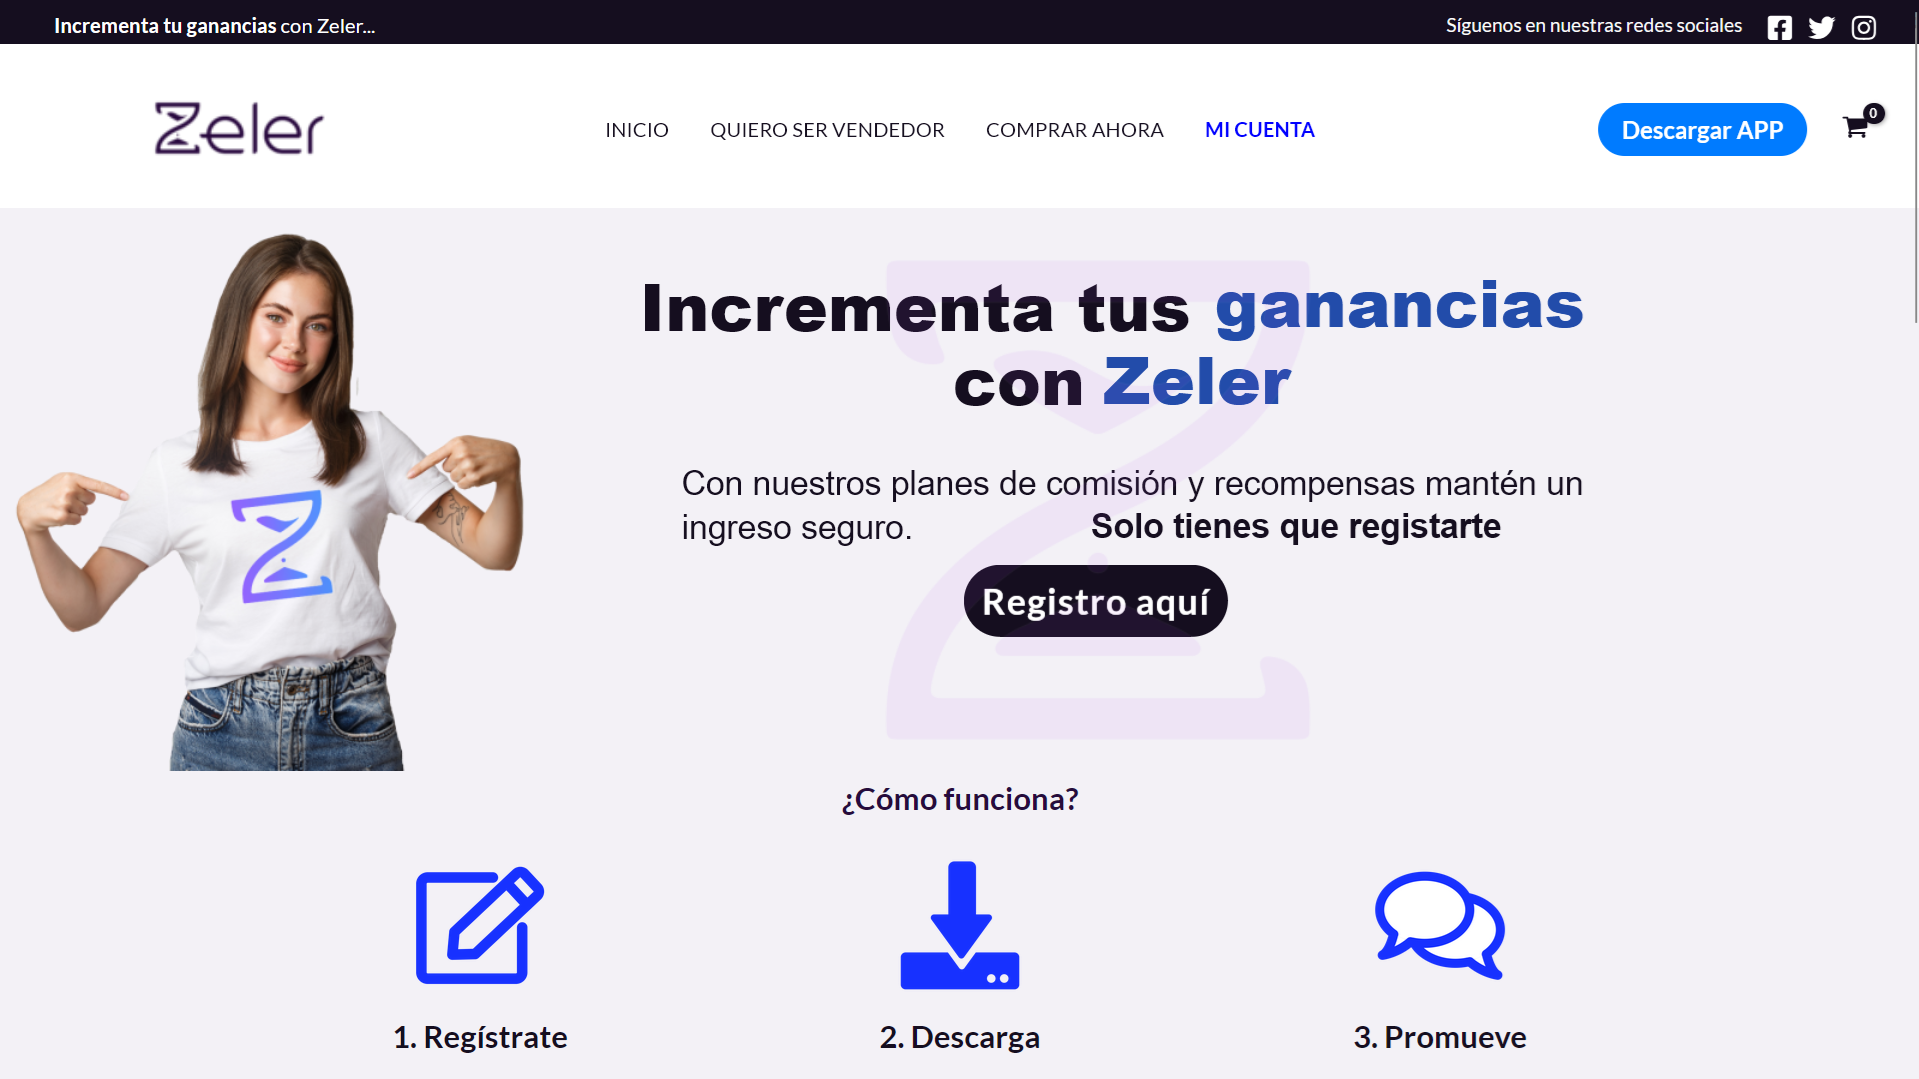 Incrementa tu ganancias con Zeler...
Síguenos en nuestras redes sociales
Zeler
INICIO
QUIERO SER VENDEDOR
COMPRAR AHORA
MI CUENTA
Descargar APP
0
Incrementa tus ganancias
con Zeler
Con nuestros planes de comisión y recompensas mantén un
ingreso seguro.
Solo tienes que registarte
Registro aquí
¿Cómo funciona?
1. Regístrate
2. Descarga
3. Promueve